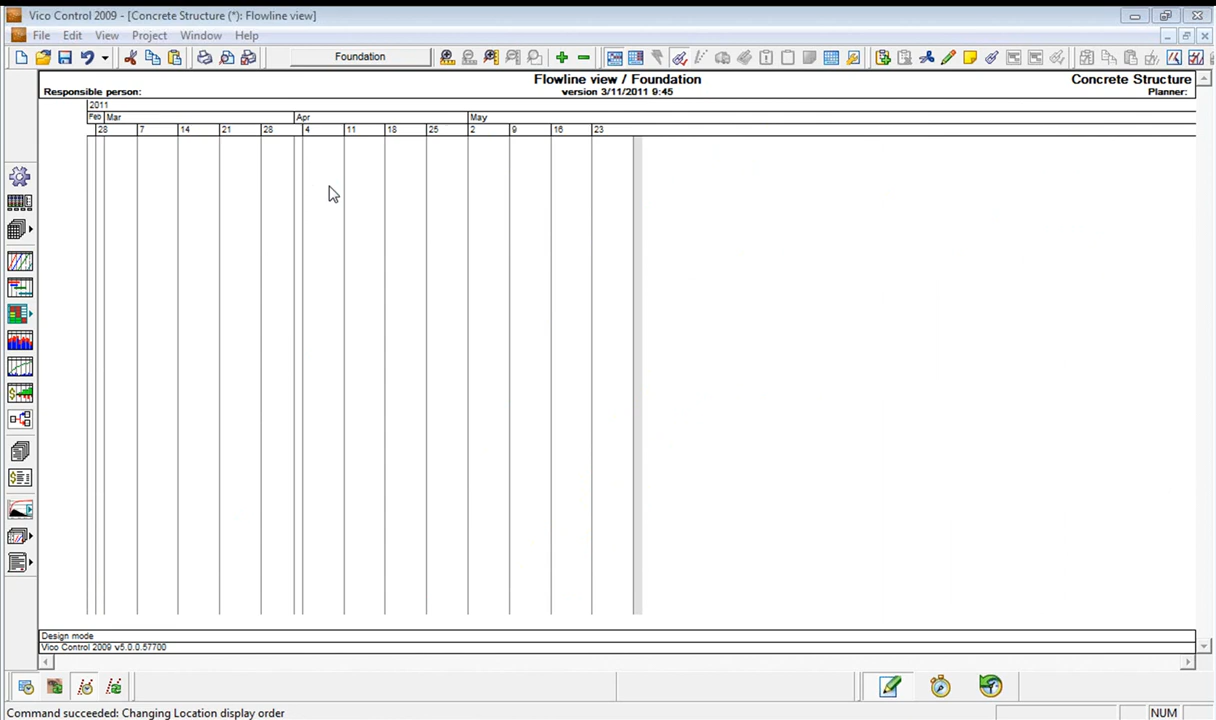 Vico Control 2009 - [Concrete Structure (*): Flowline view]
File Edit View Project Window Help
Foundation
Flowline view / Foundation
Concrete Structure
Responsible person:
version 3/11/2011 9:45
Planner:
2011
Feb Mar Apr May
28 7 14 21 28 4 11 18 25 2 9 16 23
Design mode
Vico Control 2009 v5.0.0.57700
Command succeeded: Changing Location display order
NUM